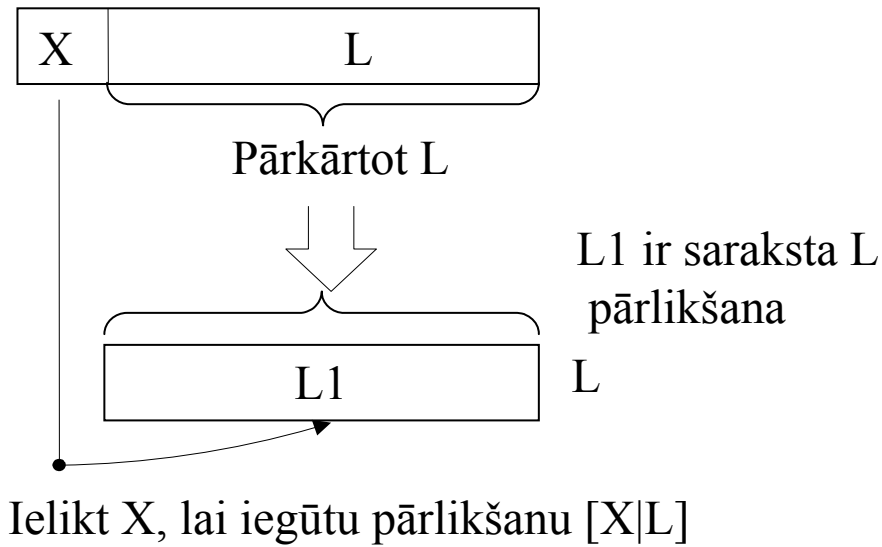 X L
Pārkārtot L
L1 ir saraksta L
pārlikšana
L1 L
Ielikt X, lai iegūtu pārlikšanu [X|L]